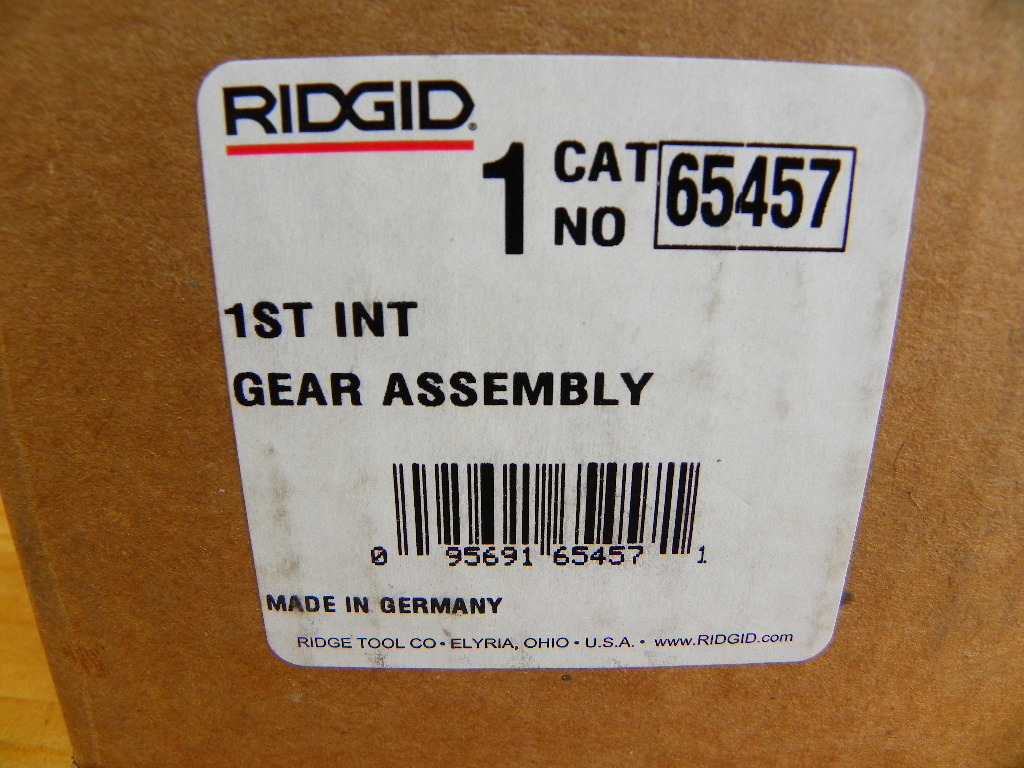 RIDGID®
1 CAT NO 65457
1ST INT
GEAR ASSEMBLY
0 95691 65457 1
MADE IN GERMANY
RIDGE TOOL CO • ELYRIA, OHIO • U.S.A. • www.RIDGID.com